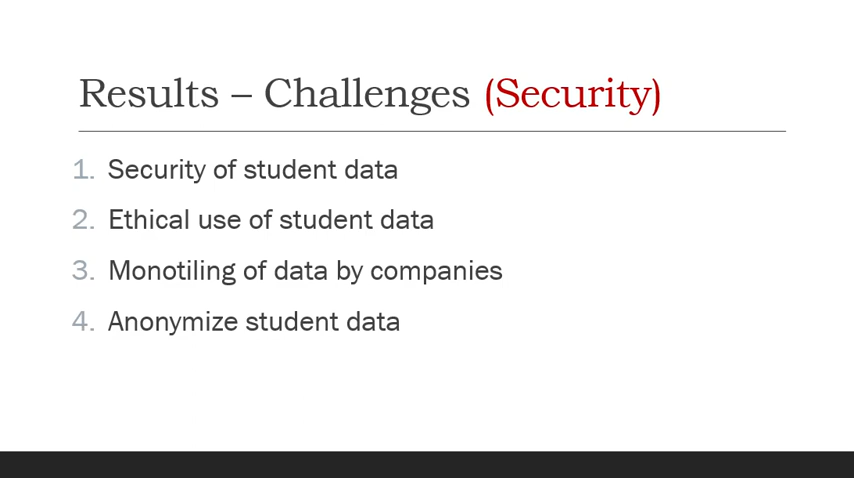 Results – Challenges (Security)
1. Security of student data
2. Ethical use of student data
3. Monotiling of data by companies
4. Anonymize student data